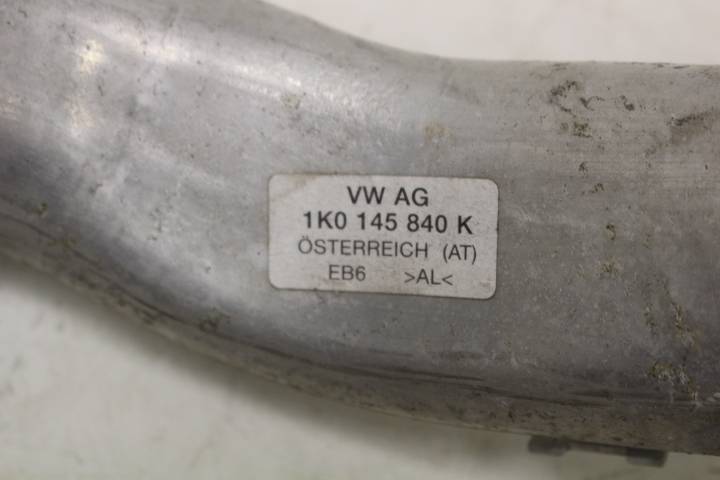 VW AG
1K0 145 840 K
ÖSTERREICH (AT)
EB6 >AL<